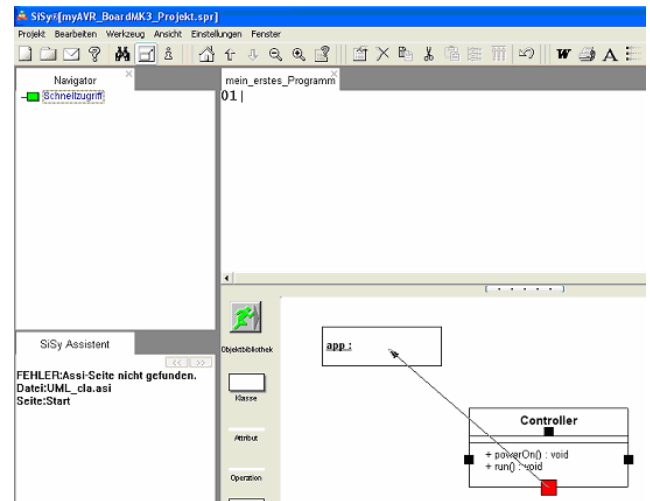 SiSy®[myAVR_BoardMK3_Projekt.spr]
Projekt Bearbeiten Werkzeug Ansicht Einstellungen Fenster
W A
Navigator
mein_erstes_Programm
Schnellzugriff
01
SiSy Assistent
<< >>
FEHLER:Assi-Seite nicht gefunden.
Datei:UML_cla.asi
Seite:Start
Objektbibliothek
Klasse
Attribut
Operation
app :
Controller
+ powerOn() : void
+ run() : void